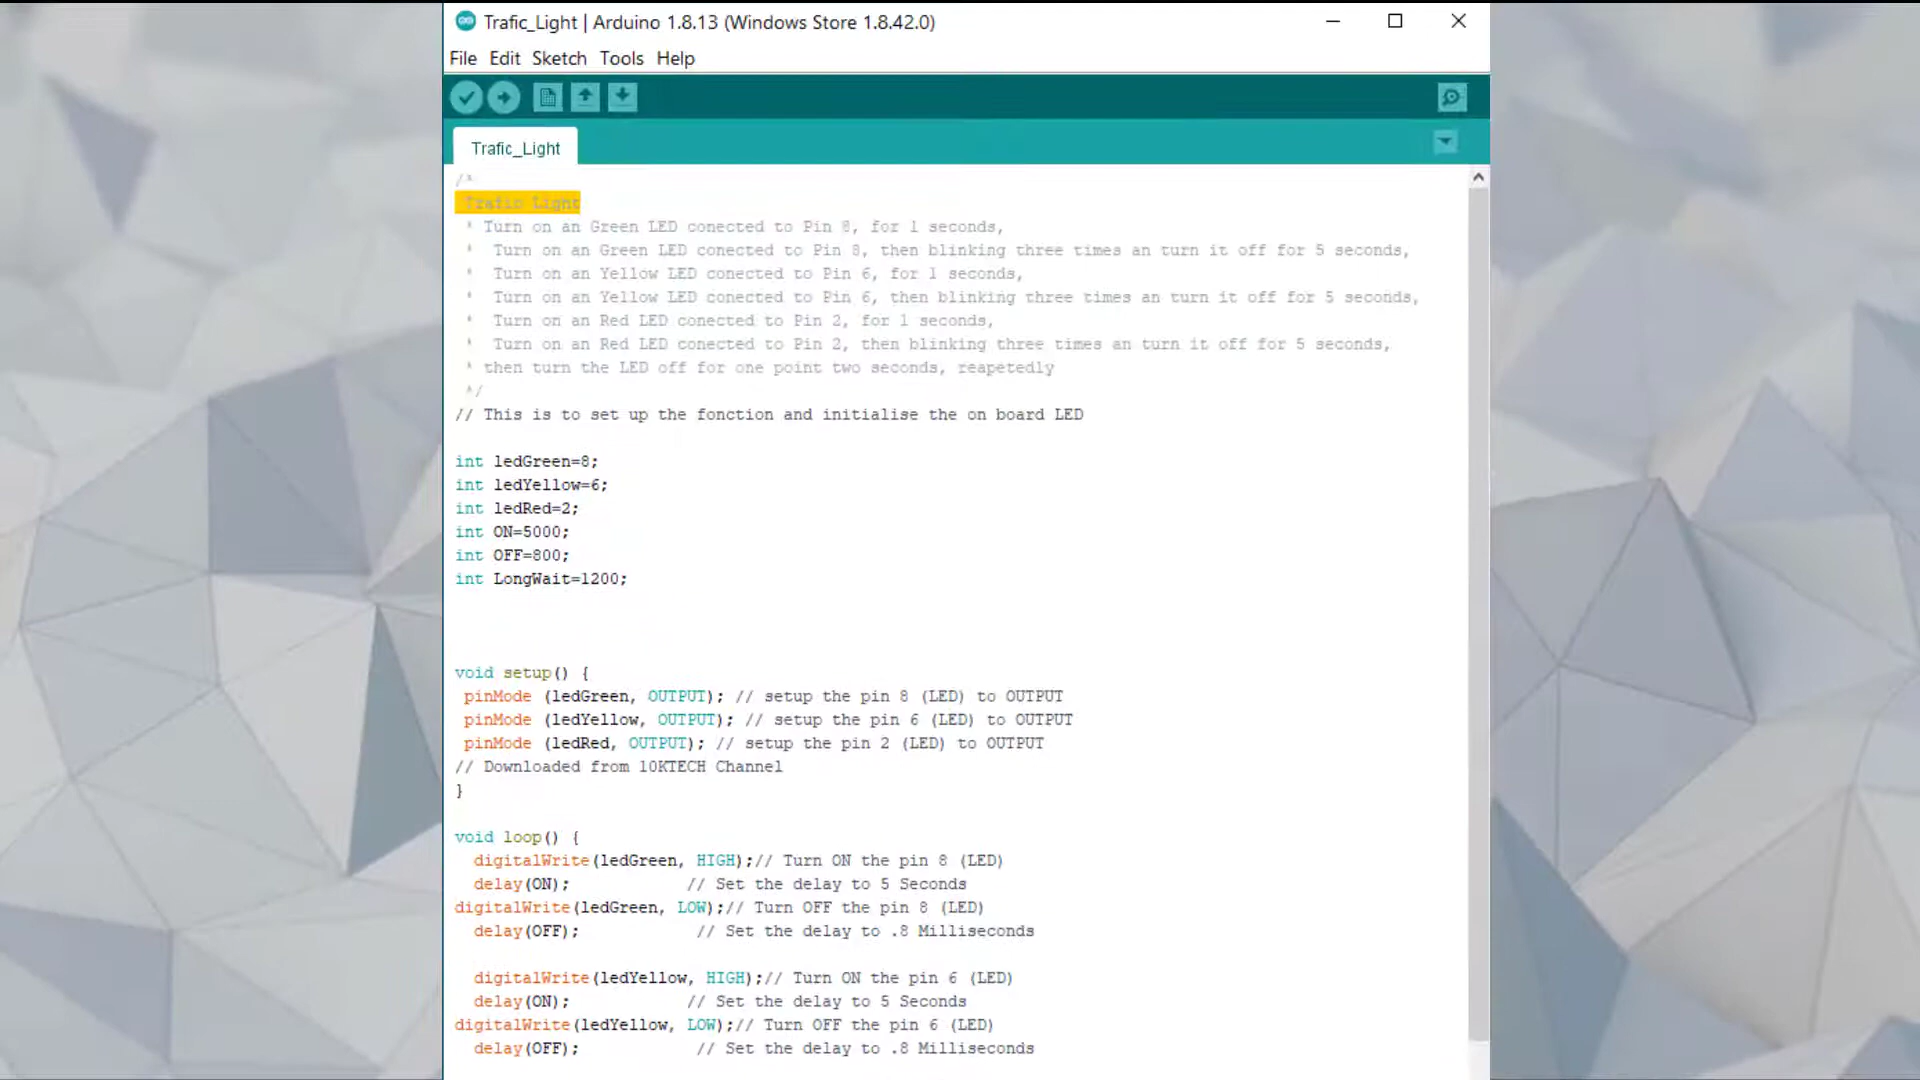 Trafic_Light | Arduino 1.8.13 (Windows Store 1.8.42.0)
File Edit Sketch Tools Help
Trafic_Light
/*
Trafic Light
* Turn on an Green LED conected to Pin 8, for 1 seconds,
* Turn on an Green LED conected to Pin 8, then blinking three times an turn it off for 5 seconds,
* Turn on an Yellow LED conected to Pin 6, for 1 seconds,
* Turn on an Yellow LED conected to Pin 6, then blinking three times an turn it off for 5 seconds,
* Turn on an Red LED conected to Pin 2, for 1 seconds,
* Turn on an Red LED conected to Pin 2, then blinking three times an turn it off for 5 seconds,
* then turn the LED off for one point two seconds, reapetedly
*/
// This is to set up the fonction and initialise the on board LED
int ledGreen=8;
int ledYellow=6;
int ledRed=2;
int ON=5000;
int OFF=800;
int LongWait=1200;
void setup() {
pinMode (ledGreen, OUTPUT); // setup the pin 8 (LED) to OUTPUT
pinMode (ledYellow, OUTPUT); // setup the pin 6 (LED) to OUTPUT
pinMode (ledRed, OUTPUT); // setup the pin 2 (LED) to OUTPUT
// Downloaded from 10KTECH Channel
}
void loop() {
digitalWrite(ledGreen, HIGH);// Turn ON the pin 8 (LED)
delay(ON); // Set the delay to 5 Seconds
digitalWrite(ledGreen, LOW);// Turn OFF the pin 8 (LED)
delay(OFF); // Set the delay to .8 Milliseconds
digitalWrite(ledYellow, HIGH);// Turn ON the pin 6 (LED)
delay(ON); // Set the delay to 5 Seconds
digitalWrite(ledYellow, LOW);// Turn OFF the pin 6 (LED)
delay(OFF); // Set the delay to .8 Milliseconds